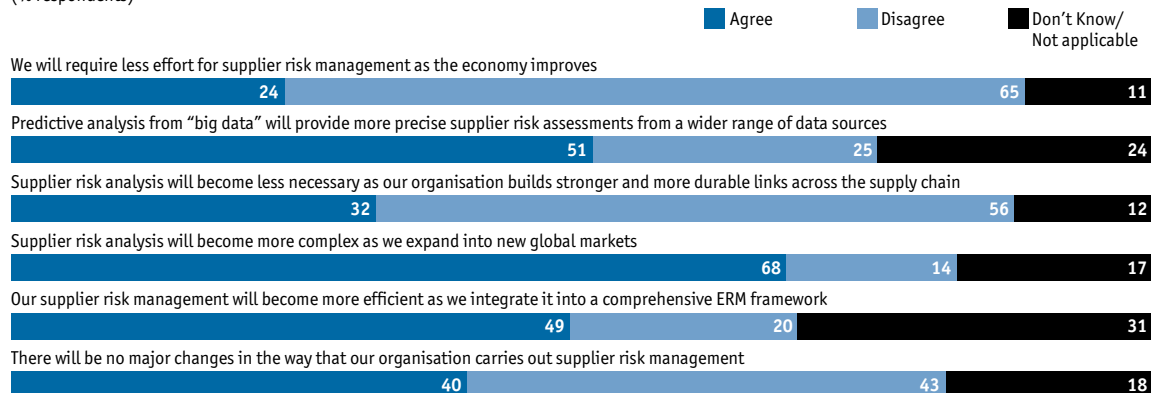 (% respondents)
Agree Disagree Don't Know/
Not applicable
We will require less effort for supplier risk management as the economy improves
24 65 11
Predictive analysis from “big data” will provide more precise supplier risk assessments from a wider range of data sources
51 25 24
Supplier risk analysis will become less necessary as our organisation builds stronger and more durable links across the supply chain
32 56 12
Supplier risk analysis will become more complex as we expand into new global markets
68 14 17
Our supplier risk management will become more efficient as we integrate it into a comprehensive ERM framework
49 20 31
There will be no major changes in the way that our organisation carries out supplier risk management
40 43 18